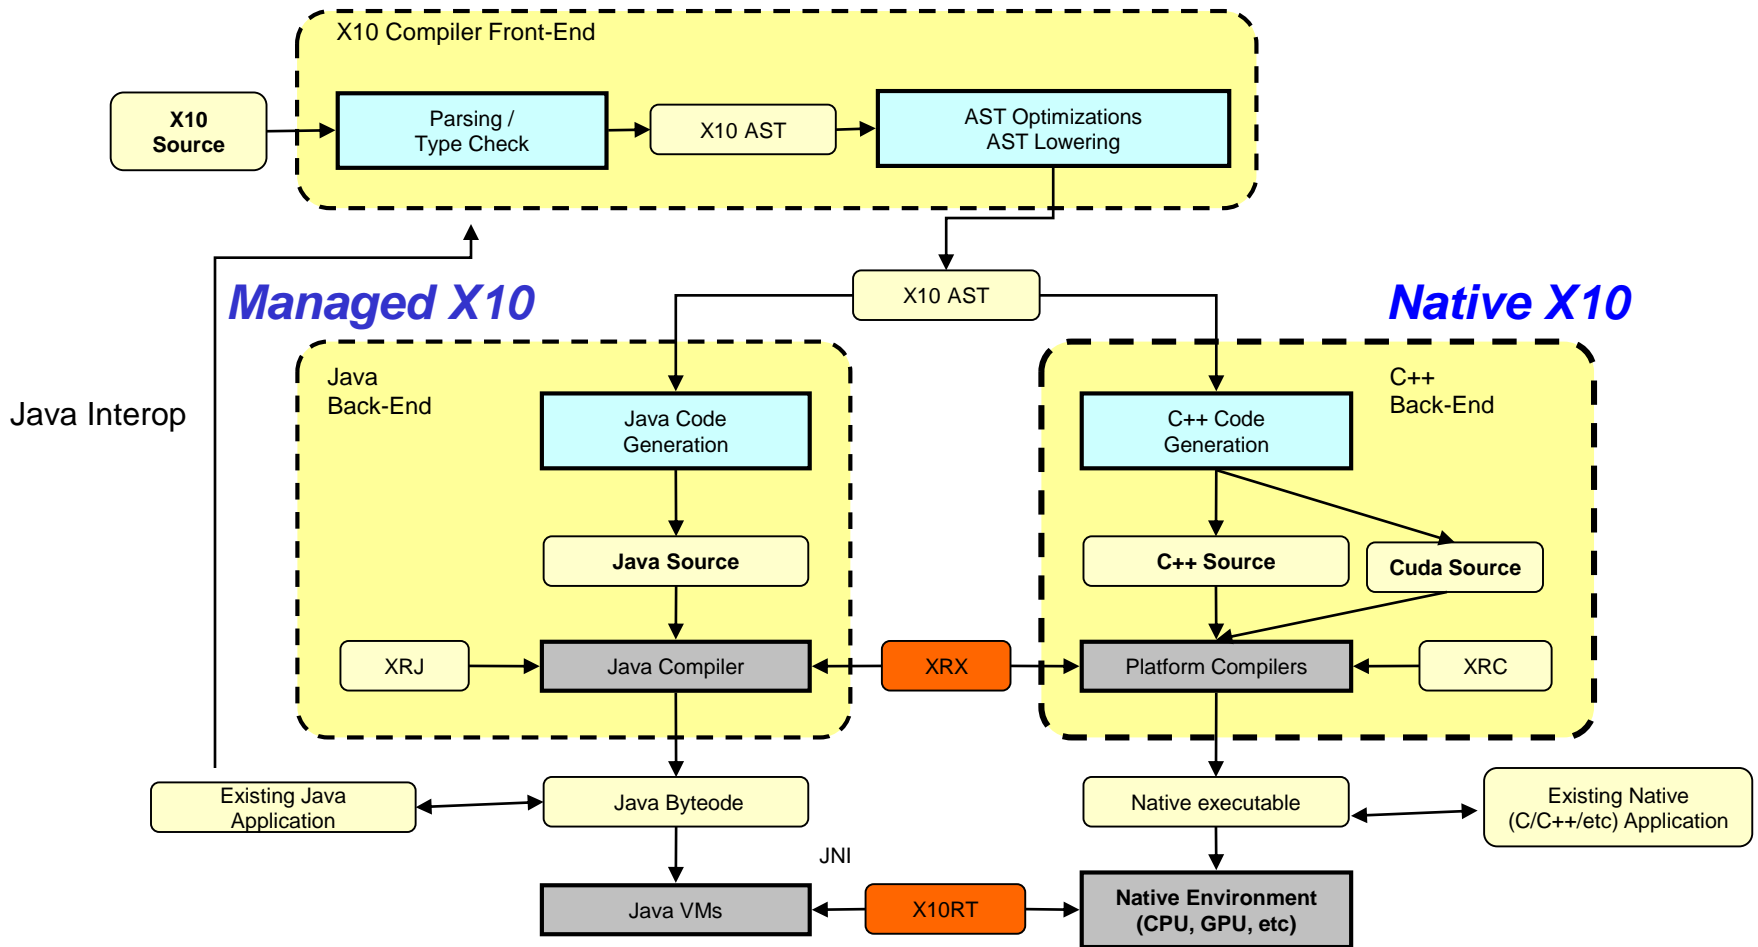 X10 Compiler Front-End
X10
Source
Parsing /
Type Check
X10 AST
AST Optimizations
AST Lowering
X10 AST
Managed X10
Native X10
Java Interop
Java
Back-End
Java Code
Generation
C++ Code
Generation
C++
Back-End
Java Source
C++ Source
Cuda Source
XRJ
Java Compiler
XRX
Platform Compilers
XRC
Existing Java
Application
Java Byteode
Native executable
Existing Native
(C/C++/etc) Application
JNI
Java VMs
X10RT
Native Environment
(CPU, GPU, etc)